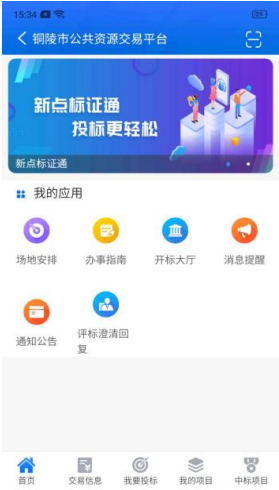 15:34
铜陵市公共资源交易平台
新点标证通
投标更轻松
新点标证通
我的应用
场地安排 办事指南 开标大厅 消息提醒
通知公告 评标澄清回
复
首页 交易信息 我要投标 我的项目 中标项目